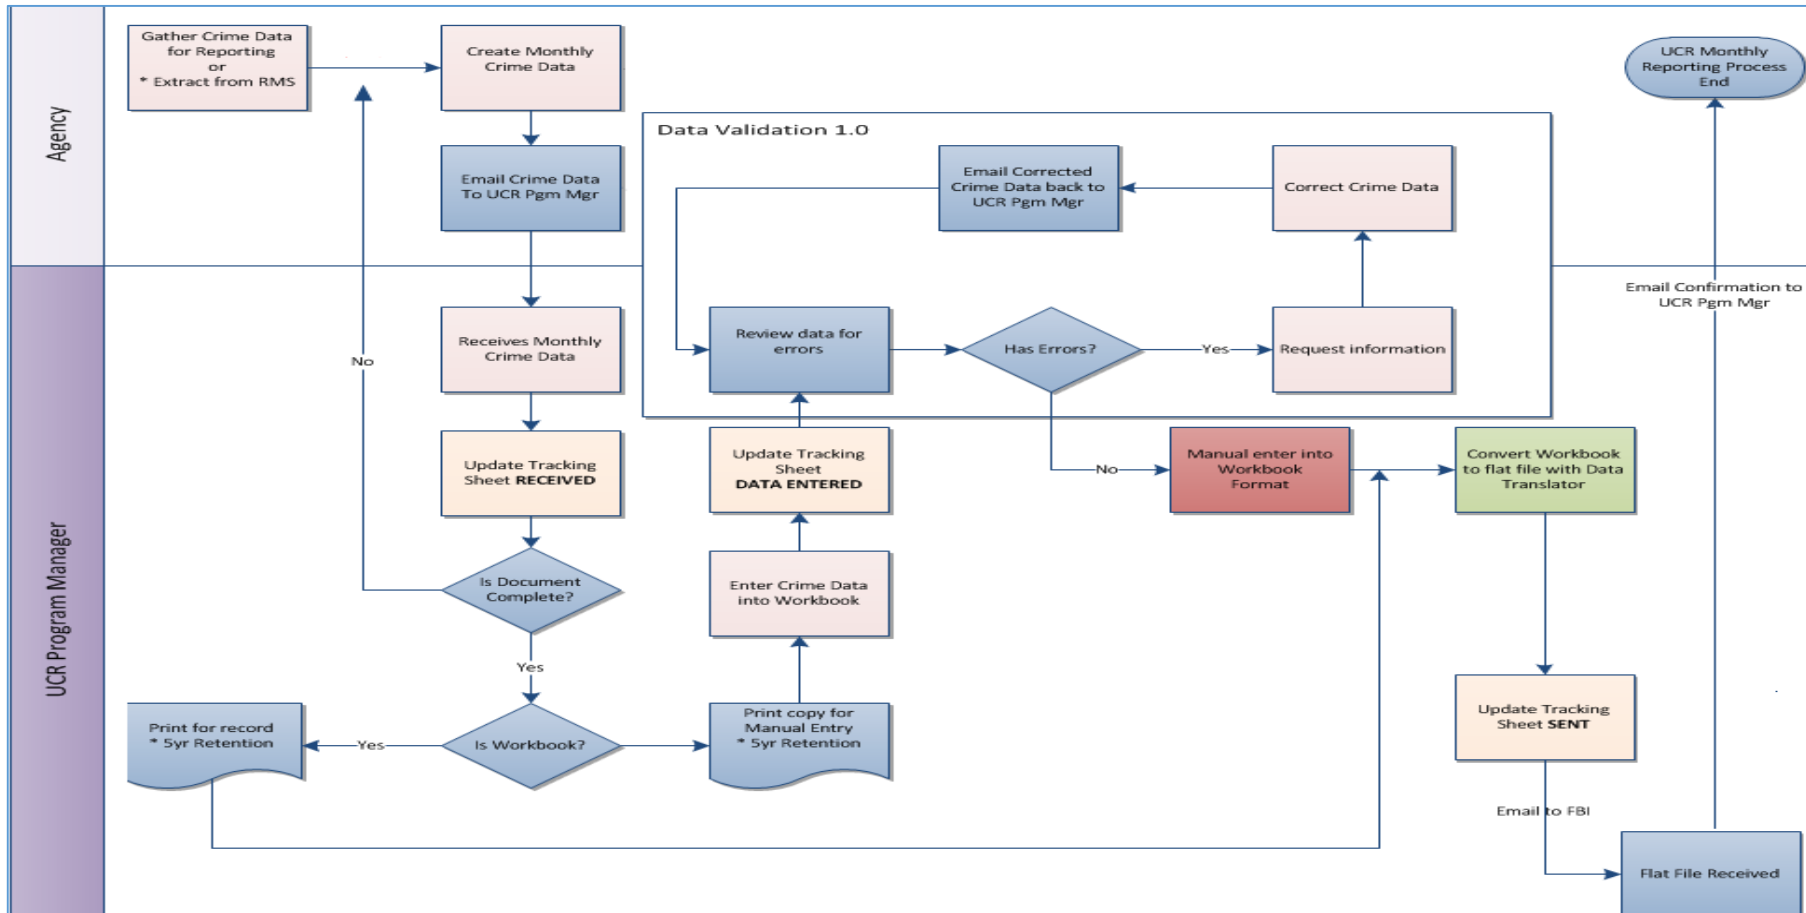 Agency
UCR Program Manager
Gather Crime Data
for Reporting
or
* Extract from RMS
Create Monthly
Crime Data
Email Crime Data
To UCR Pgm Mgr
UCR Monthly
Reporting Process
End
Data Validation 1.0
Email Corrected
Crime Data back to
UCR Pgm Mgr
Correct Crime Data
Email Confirmation to
UCR Pgm Mgr
Receives Monthly
Crime Data
No
Review data for
errors
Has Errors?
Yes
Request information
Update Tracking
Sheet RECEIVED
Update Tracking
Sheet
DATA ENTERED
No
Manual enter into
Workbook
Format
Convert Workbook
to flat file with Data
Translator
Is Document
Complete?
Enter Crime Data
into Workbook
Yes
Print for record
* 5yr Retention
Yes
Is Workbook?
Print copy for
Manual Entry
* 5yr Retention
Update Tracking
Sheet SENT
Email to FBI
Flat File Received